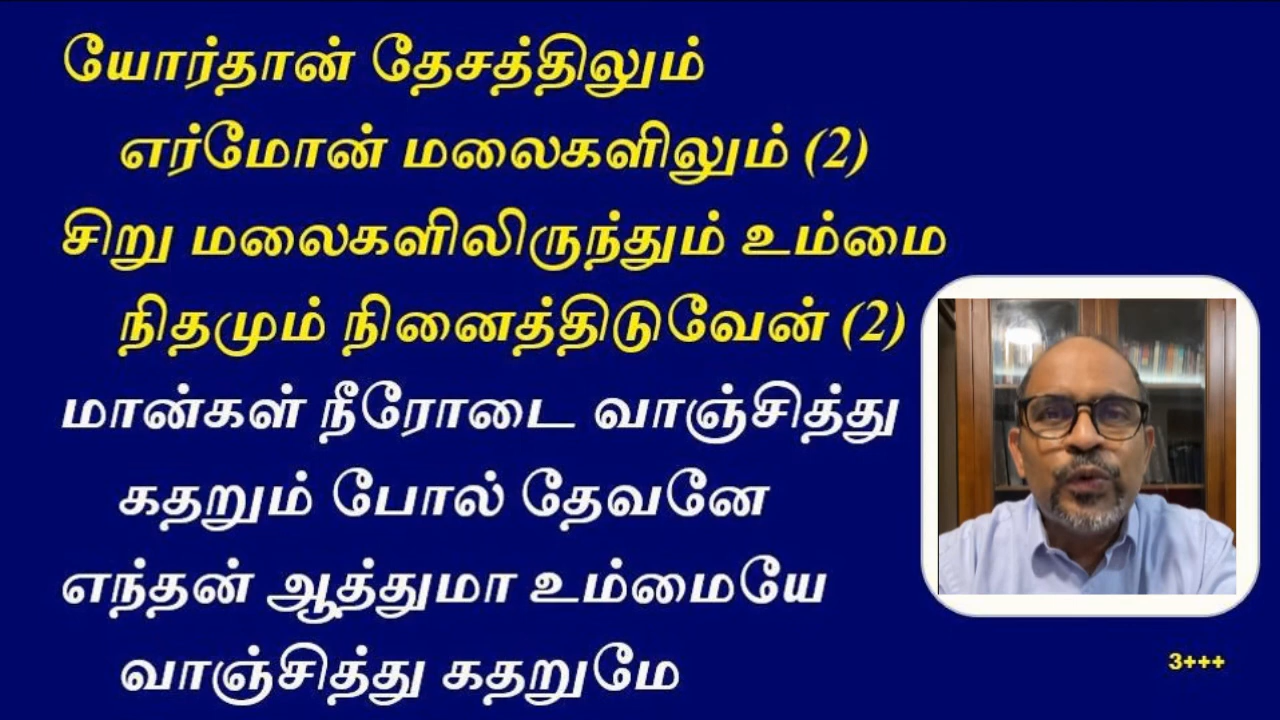 யோர்தான் தேசத்திலும்
எர்மோன் மலைகளிலும் (2)
சிறு மலைகளிலிருந்தும் உம்மை
நிதமும் நினைத்திடுவேன் (2)
மான்கள் நீரோடை வாஞ்சித்து
கதறும் போல் தேவனே
எந்தன் ஆத்துமா உம்மையே
வாஞ்சித்து கதறுமே
3+++